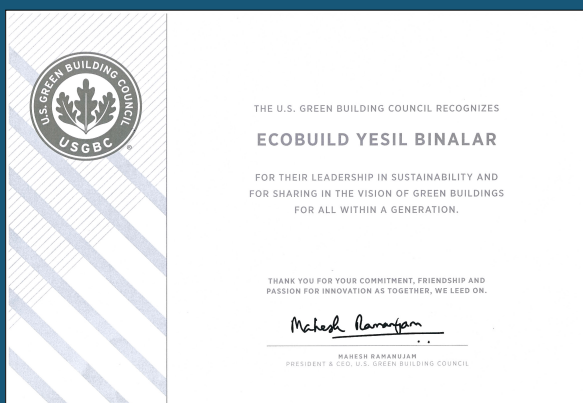 U.S. GREEN BUILDING COUNCIL
USGBC
®
THE U.S. GREEN BUILDING COUNCIL RECOGNIZES
ECOBUILD YESIL BINALAR
FOR THEIR LEADERSHIP IN SUSTAINABILITY AND
FOR SHARING IN THE VISION OF GREEN BUILDINGS
FOR ALL WITHIN A GENERATION.
THANK YOU FOR YOUR COMMITMENT, FRIENDSHIP AND
PASSION FOR INNOVATION AS TOGETHER, WE LEED ON.
Mahesh Ramanujam
MAHESH RAMANUJAM
PRESIDENT & CEO, U.S. GREEN BUILDING COUNCIL